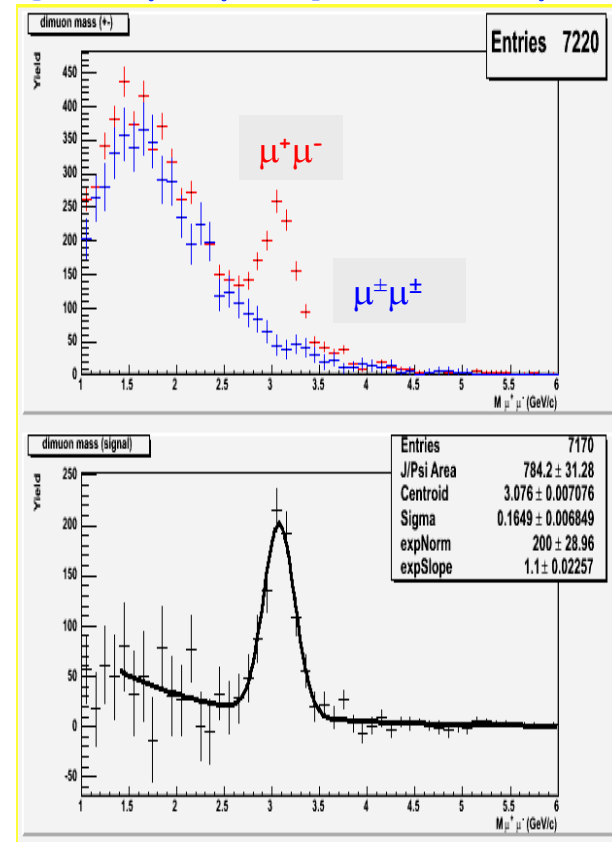 dimuon mass (+-)
Entries 7220
Yield
450
400
350
300
250
200
150
100
50
0
μ⁺μ⁻
μ±μ±
1 1.5 2 2.5 3 3.5 4 4.5 5 5.5 6
M μ⁺ μ⁻ (GeV/c)
dimuon mass (signal)
Entries 7170
J/Psi Area 784.2 ± 31.28
Centroid 3.076 ± 0.007076
Sigma 0.1649 ± 0.006849
expNorm 200 ± 28.96
expSlope 1.1 ± 0.02257
Yield
250
200
150
100
50
0
-50
1 1.5 2 2.5 3 3.5 4 4.5 5 5.5 6
M μ⁺ μ⁻ (GeV/c)